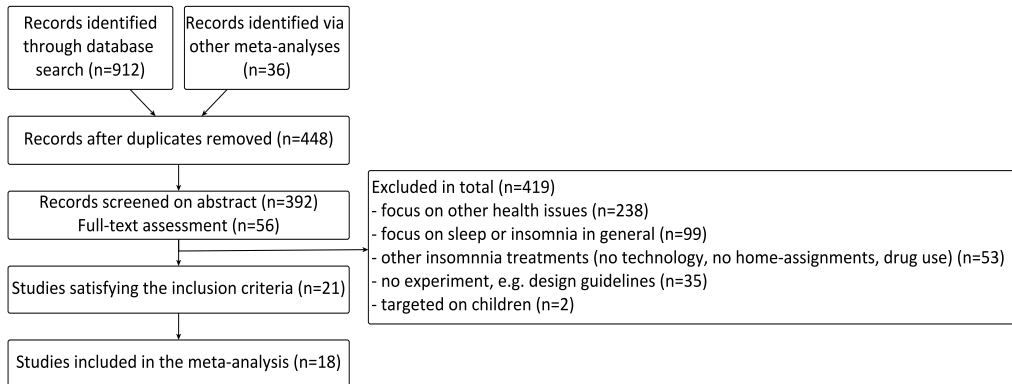 Records identified
through database
search (n=912)
Records identified via
other meta-analyses
(n=36)
Records after duplicates removed (n=448)
Records screened on abstract (n=392)
Full-text assessment (n=56)
Excluded in total (n=419)
- focus on other health issues (n=238)
- focus on sleep or insomnia in general (n=99)
- other insomnnia treatments (no technology, no home-assignments, drug use) (n=53)
- no experiment, e.g. design guidelines (n=35)
- targeted on children (n=2)
Studies satisfying the inclusion criteria (n=21)
Studies included in the meta-analysis (n=18)